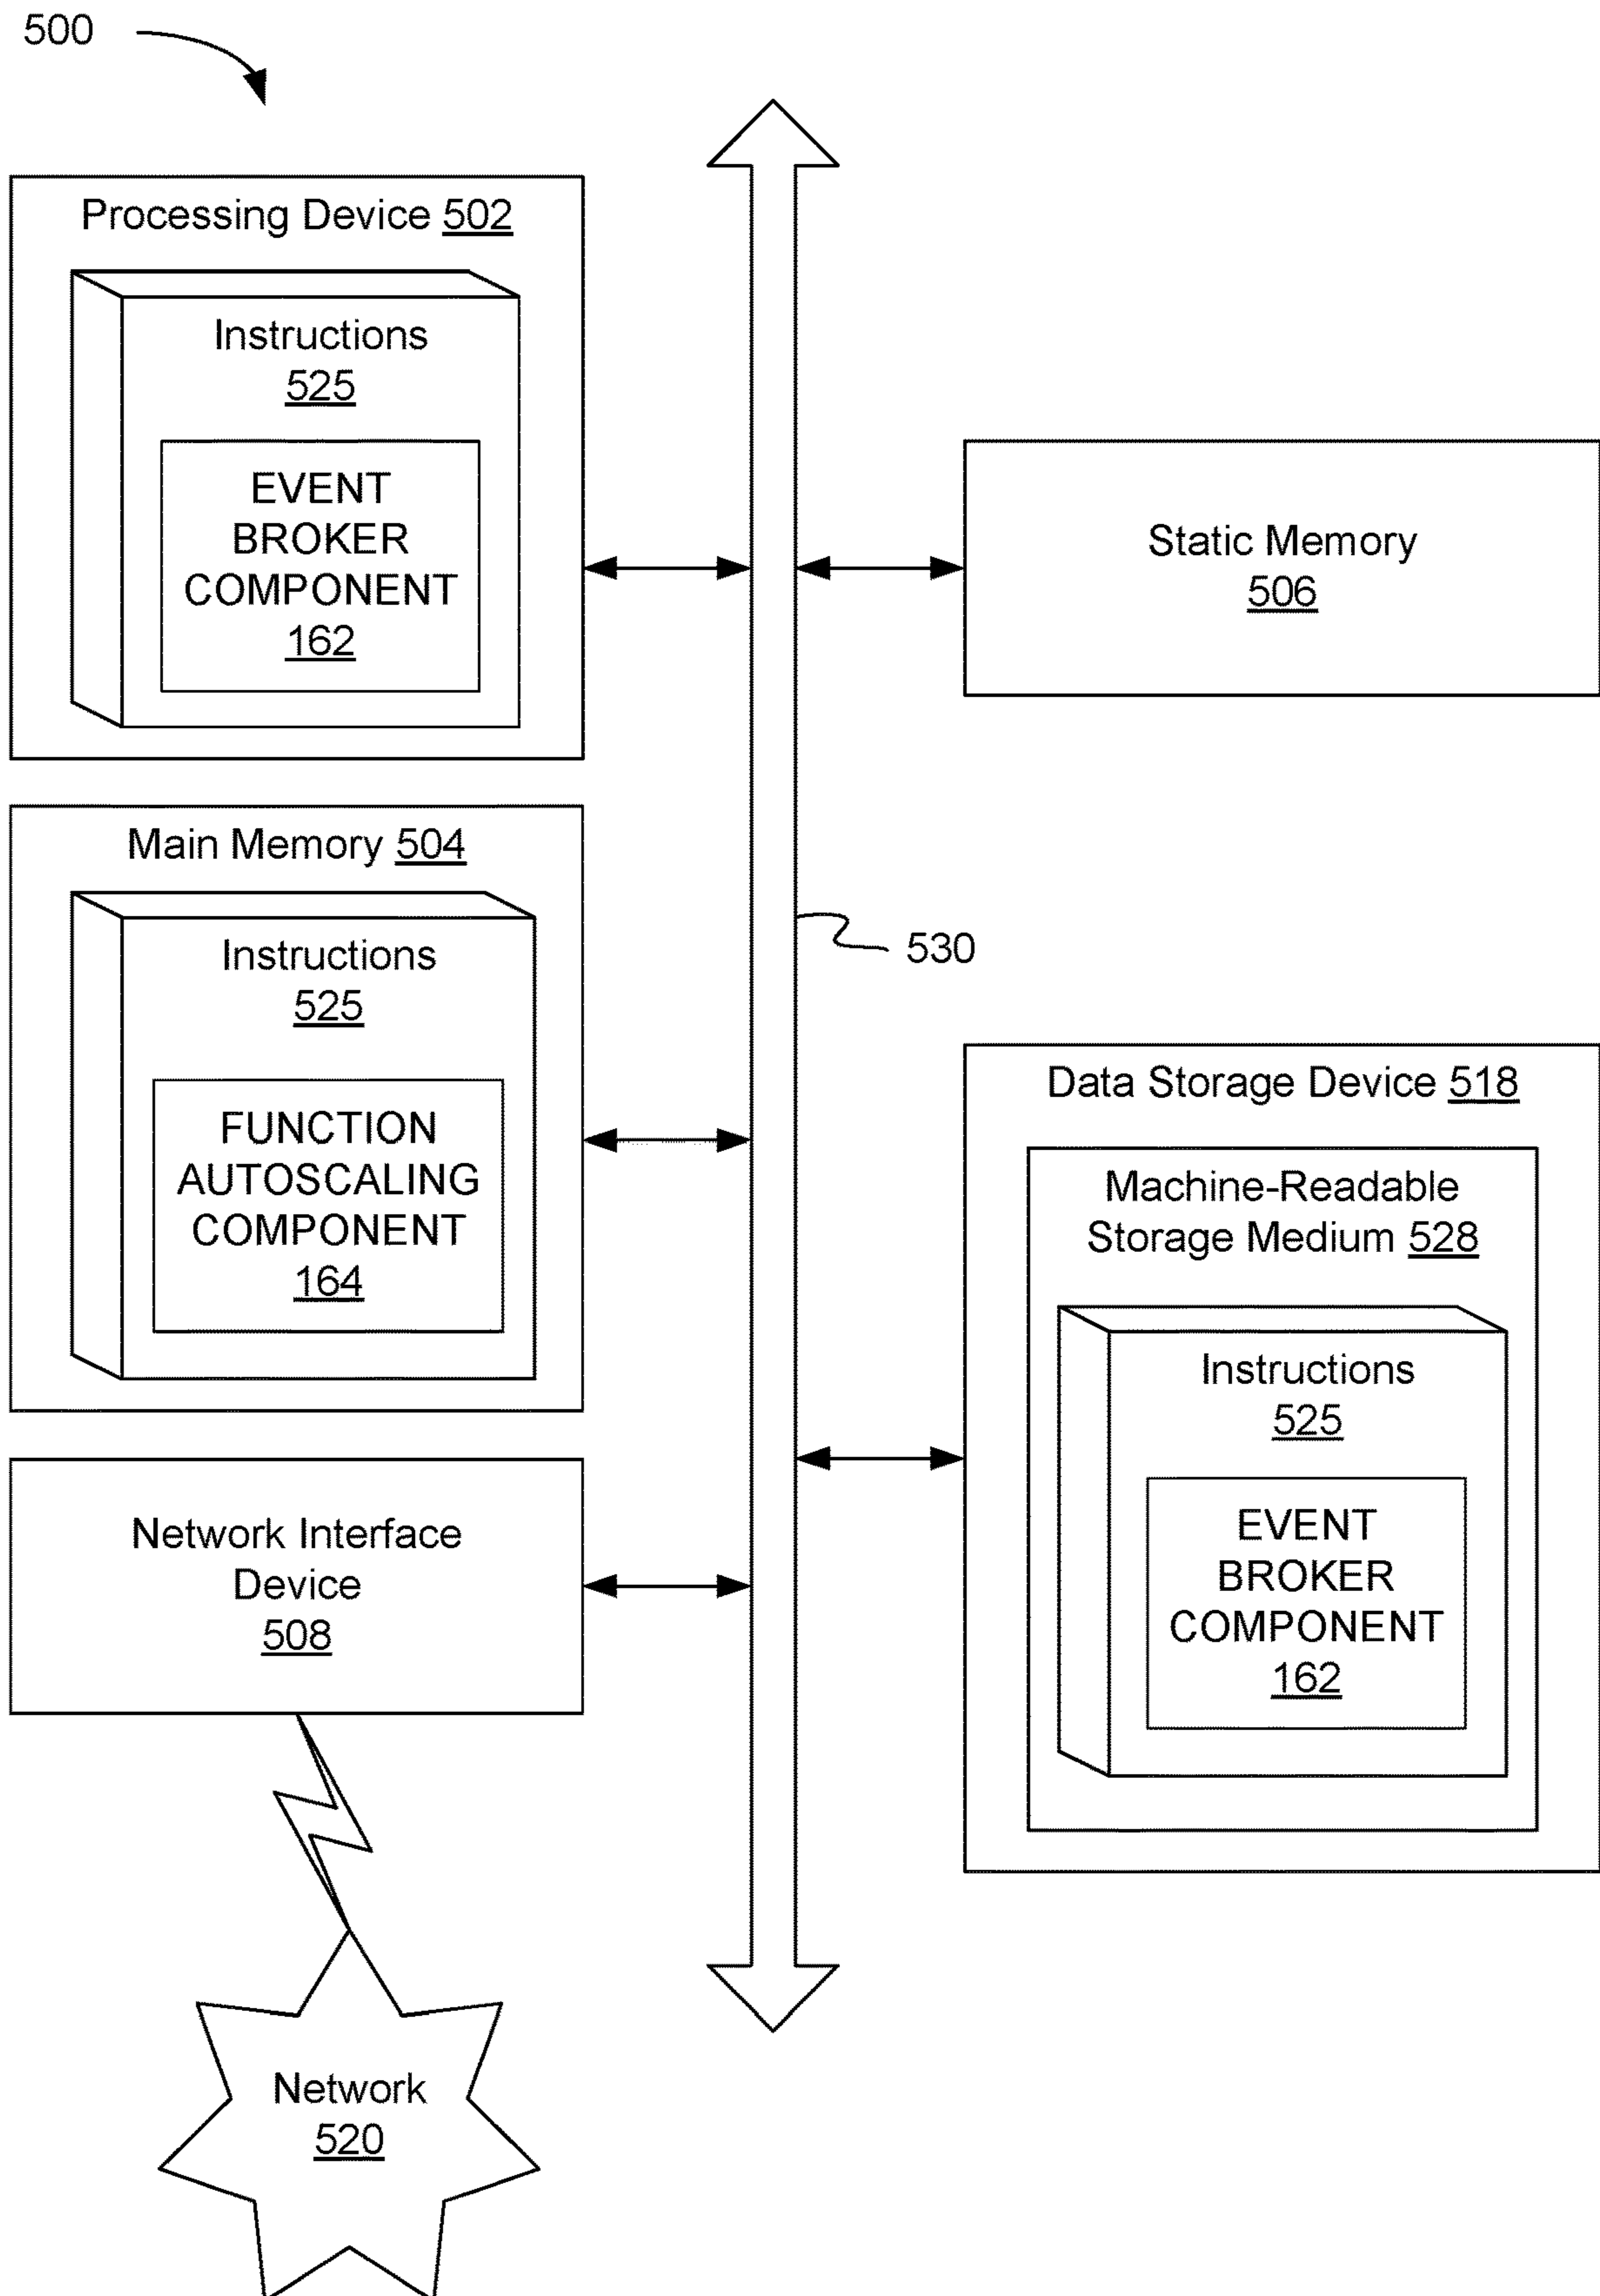 500
Processing Device 502
Instructions
525
EVENT
BROKER
COMPONENT
162
Static Memory
506
Main Memory 504
Instructions
525
FUNCTION
AUTOSCALING
COMPONENT
164
530
Data Storage Device 518
Machine-Readable
Storage Medium 528
Instructions
525
EVENT
BROKER
COMPONENT
162
Network Interface
Device
508
Network
520